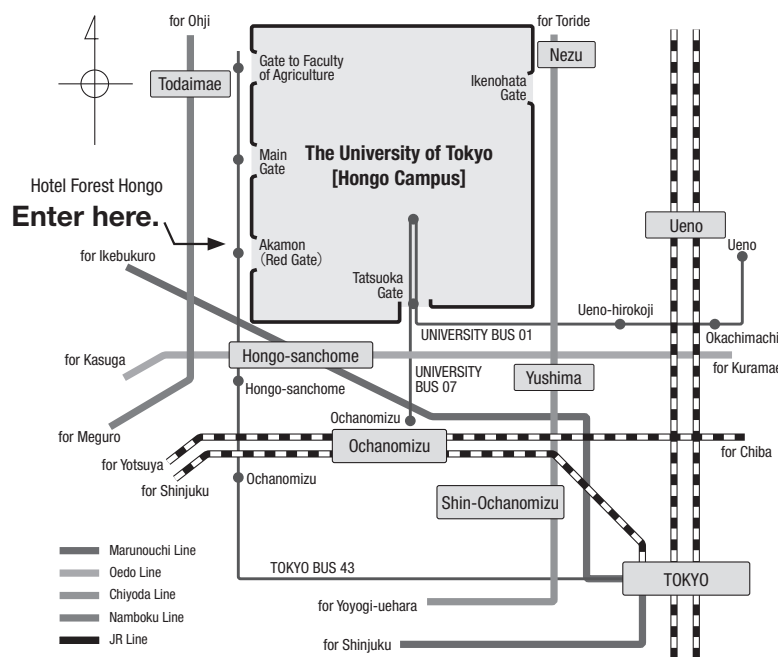 for Ohji
for Toride
Gate to Faculty
of Agriculture
Nezu
Todaimae
Ikenohata
Gate
Main
Gate
The University of Tokyo
[Hongo Campus]
Hotel Forest Hongo
Enter here.
Ueno
Ueno
Akamon
(Red Gate)
for Ikebukuro
Tatsuoka
Gate
Ueno-hirokoji
UNIVERSITY BUS 01
Okachimachi
for Kasuga
Hongo-sanchome
for Kuramae
UNIVERSITY
BUS 07
Yushima
Hongo-sanchome
Ochanomizu
for Meguro
Ochanomizu
for Chiba
for Yotsuya
for Shinjuku
Ochanomizu
Shin-Ochanomizu
Marunouchi Line
TOKYO BUS 43
Oedo Line
TOKYO
Chiyoda Line
for Yoyogi-uehara
Namboku Line
JR Line
for Shinjuku